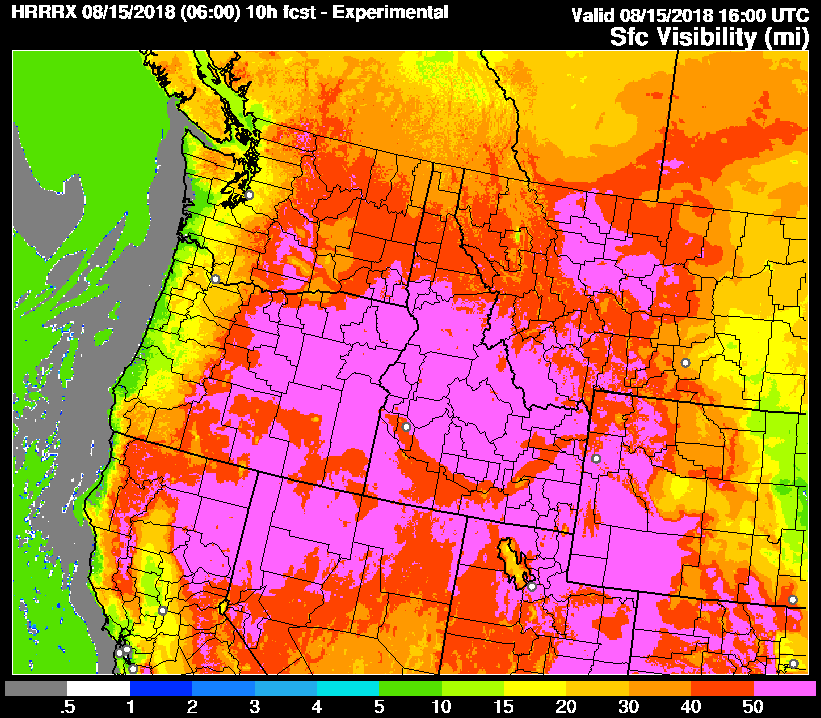 HRRRX 08/15/2018 (06:00) 10h fcst - Experimental
Valid 08/15/2018 16:00 UTC
Sfc Visibility (mi)
.5 1 2 3 4 5 10 15 20 30 40 50